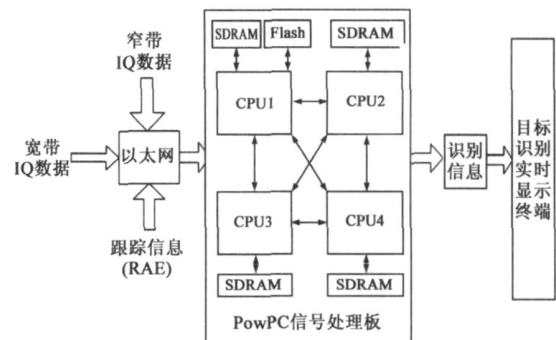 窄带
IQ数据
宽带
IQ数据
以太网
跟踪信息
(RAE)
SDRAM
Flash
SDRAM
CPU1
CPU2
CPU3
CPU4
SDRAM
SDRAM
PowPC信号处理板
识别
信息
目标
识别
实时
显示
终端